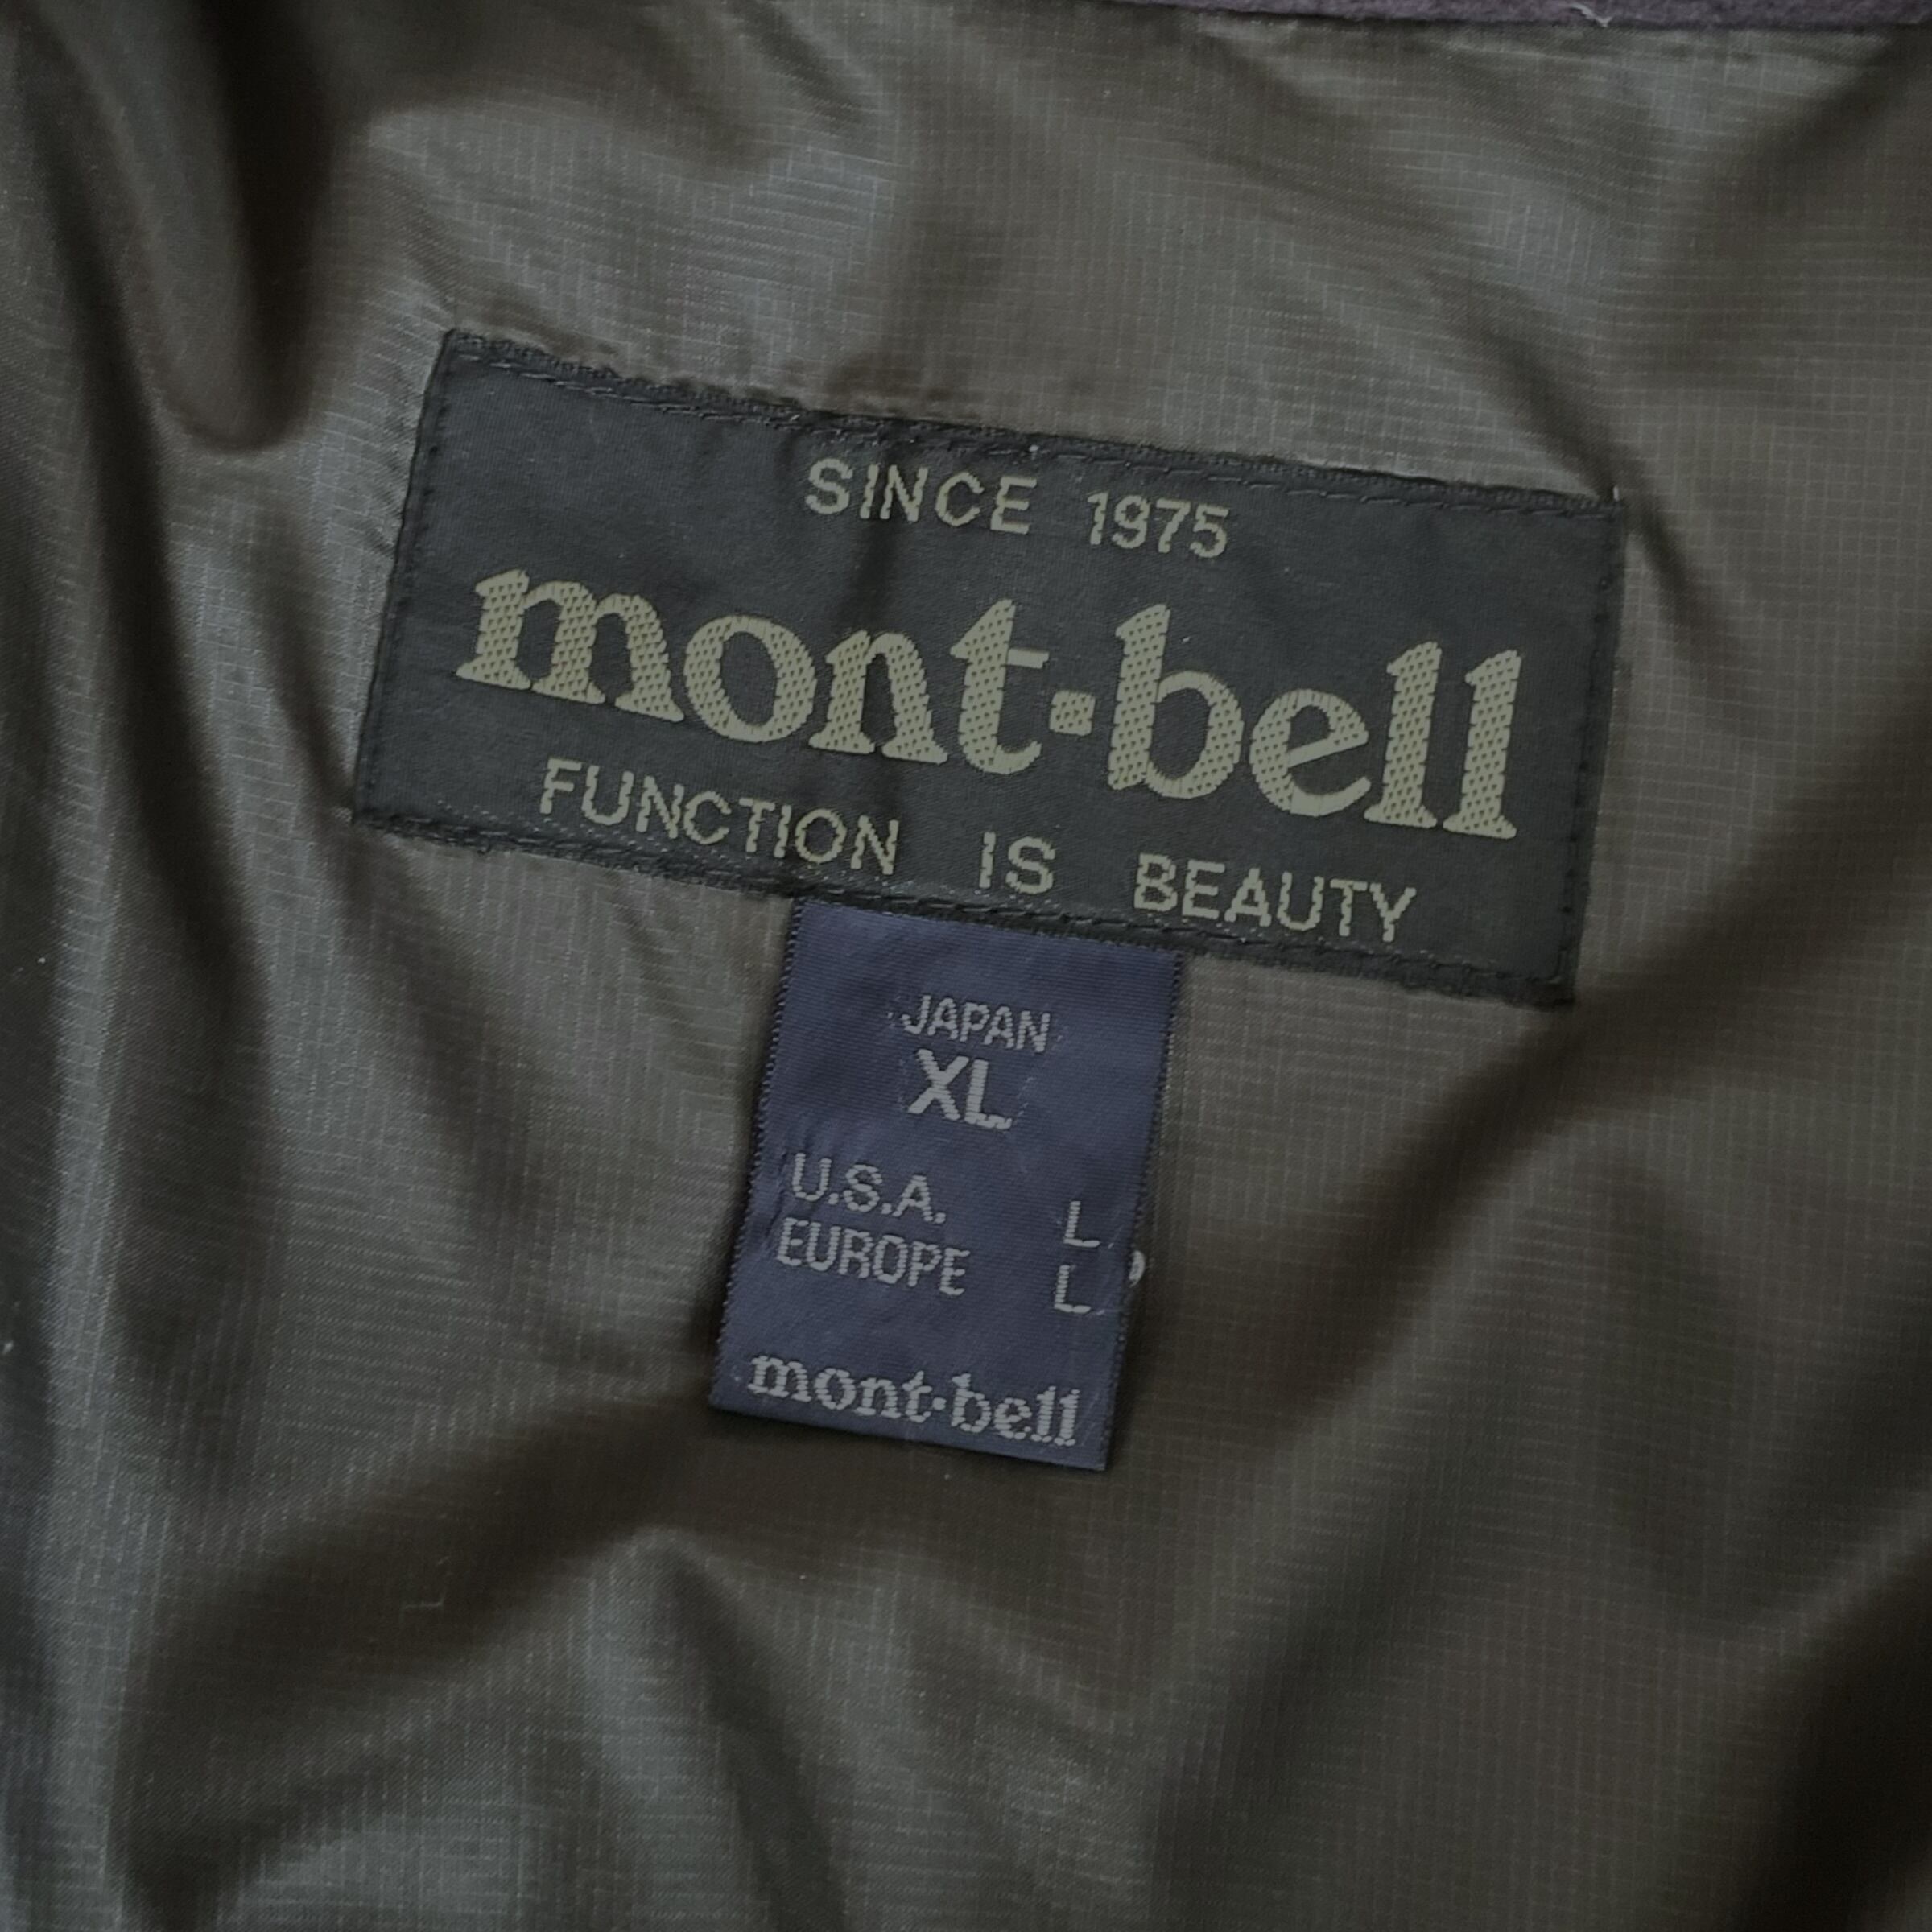 SINCE 1975
mont·bell
FUNCTION IS BEAUTY
JAPAN
XL
U.S.A. L
EUROPE L
mont·bell